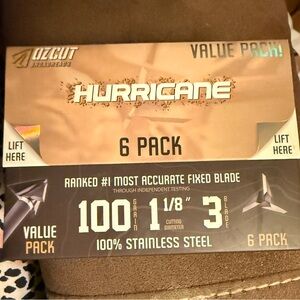 OZCUT
BROADHEADS
VALUE PACK!
HURRICANE
LIFT
HERE
6 PACK
LIFT
HERE
RANKED #1 MOST ACCURATE FIXED BLADE
THROUGH INDEPENDENT TESTING
100 GRAIN 1 1/8" CUTTING DIAMETER 3 BLADE
VALUE
PACK
100% STAINLESS STEEL
6 PACK